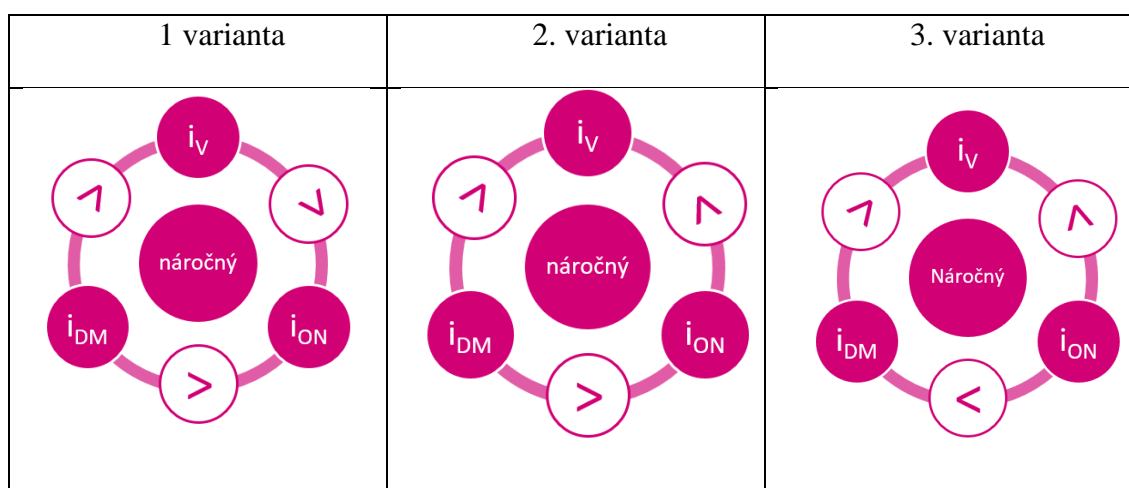 1 varianta
2. varianta
3. varianta
iV
> >
náročný
iDM iON
>
iV
> >
náročný
iDM iON
>
iV
> >
Náročný
iDM iON
<